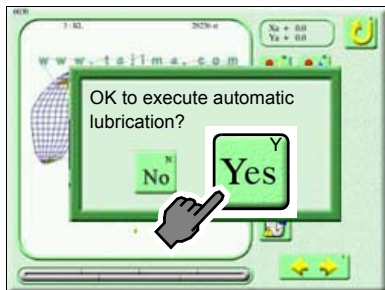 Xa + 0.0
Ya + 0.0
www.tajima.com
OK to execute automatic
lubrication?
N
No
Y
Yes